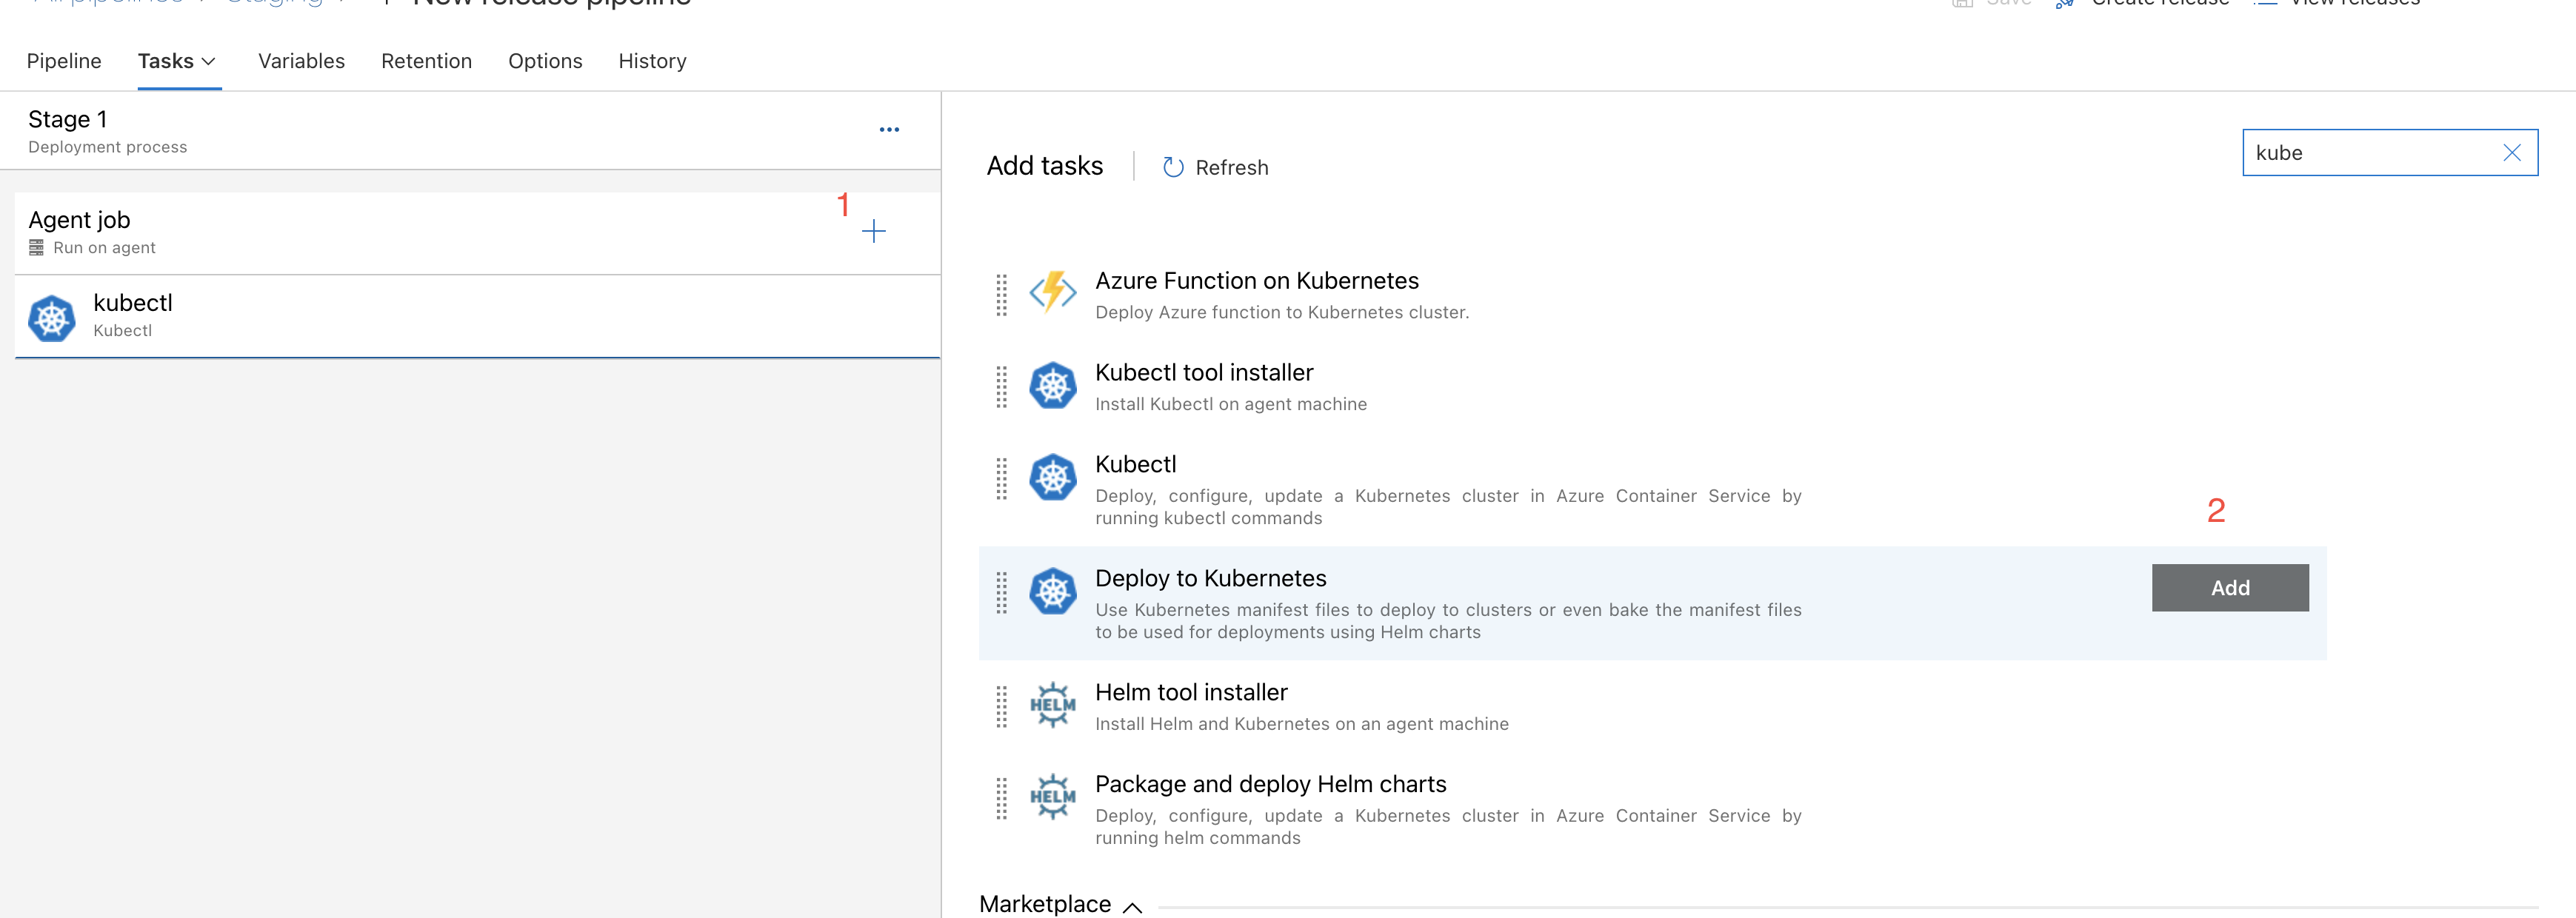 All pipelines > Staging > New release pipeline
Save Create release View releases
Pipeline Tasks Variables Retention Options History
Stage 1
Deployment process
Agent job
Run on agent
1
kubectl
Kubectl
Add tasks Refresh
kube
Azure Function on Kubernetes
Deploy Azure function to Kubernetes cluster.
Kubectl tool installer
Install Kubectl on agent machine
Kubectl
Deploy, configure, update a Kubernetes cluster in Azure Container Service by
running kubectl commands
2
Deploy to Kubernetes
Use Kubernetes manifest files to deploy to clusters or even bake the manifest files
to be used for deployments using Helm charts
Add
HELM
Helm tool installer
Install Helm and Kubernetes on an agent machine
HELM
Package and deploy Helm charts
Deploy, configure, update a Kubernetes cluster in Azure Container Service by
running helm commands
Marketplace